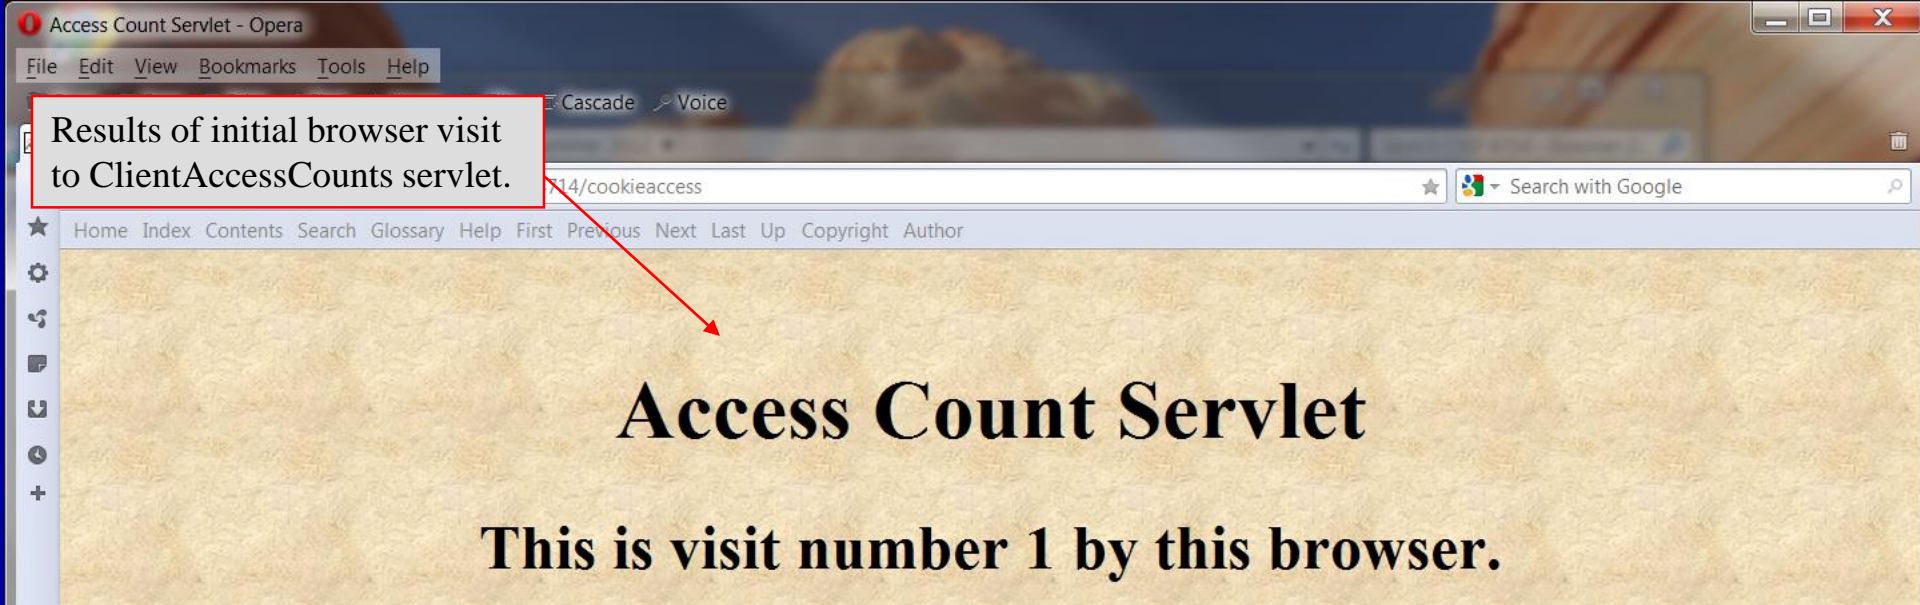 Access Count Servlet - Opera
File Edit View Bookmarks Tools Help
Cascade Voice
Results of initial browser visit
to ClientAccessCounts servlet.
714/cookieaccess
Search with Google
Home Index Contents Search Glossary Help First Previous Next Last Up Copyright Author
Access Count Servlet
This is visit number 1 by this browser.